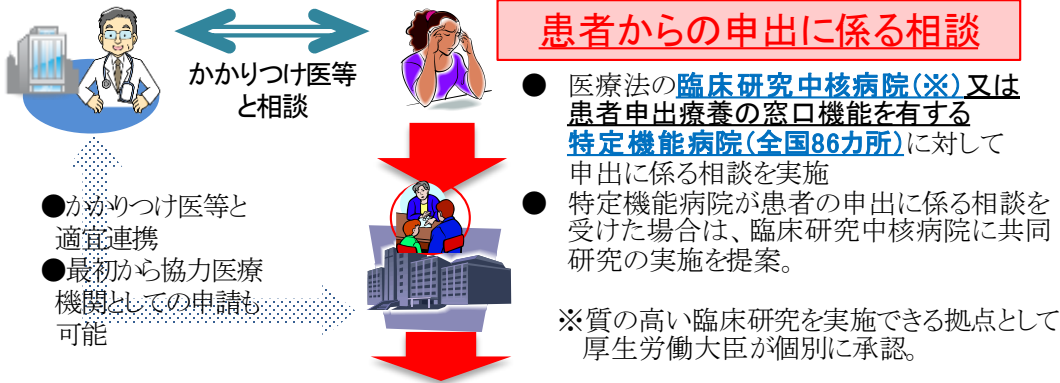 患者からの申出に係る相談
かかりつけ医等
と相談
● 医療法の臨床研究中核病院(※)又は
患者申出療養の窓口機能を有する
特定機能病院(全国86カ所)に対して
申出に係る相談を実施
● 特定機能病院が患者の申出に係る相談を
受けた場合は、臨床研究中核病院に共同
研究の実施を提案。
※質の高い臨床研究を実施できる拠点として
厚生労働大臣が個別に承認。
●かかりつけ医等と
適宜連携
●最初から協力医療
機関としての申請も
可能